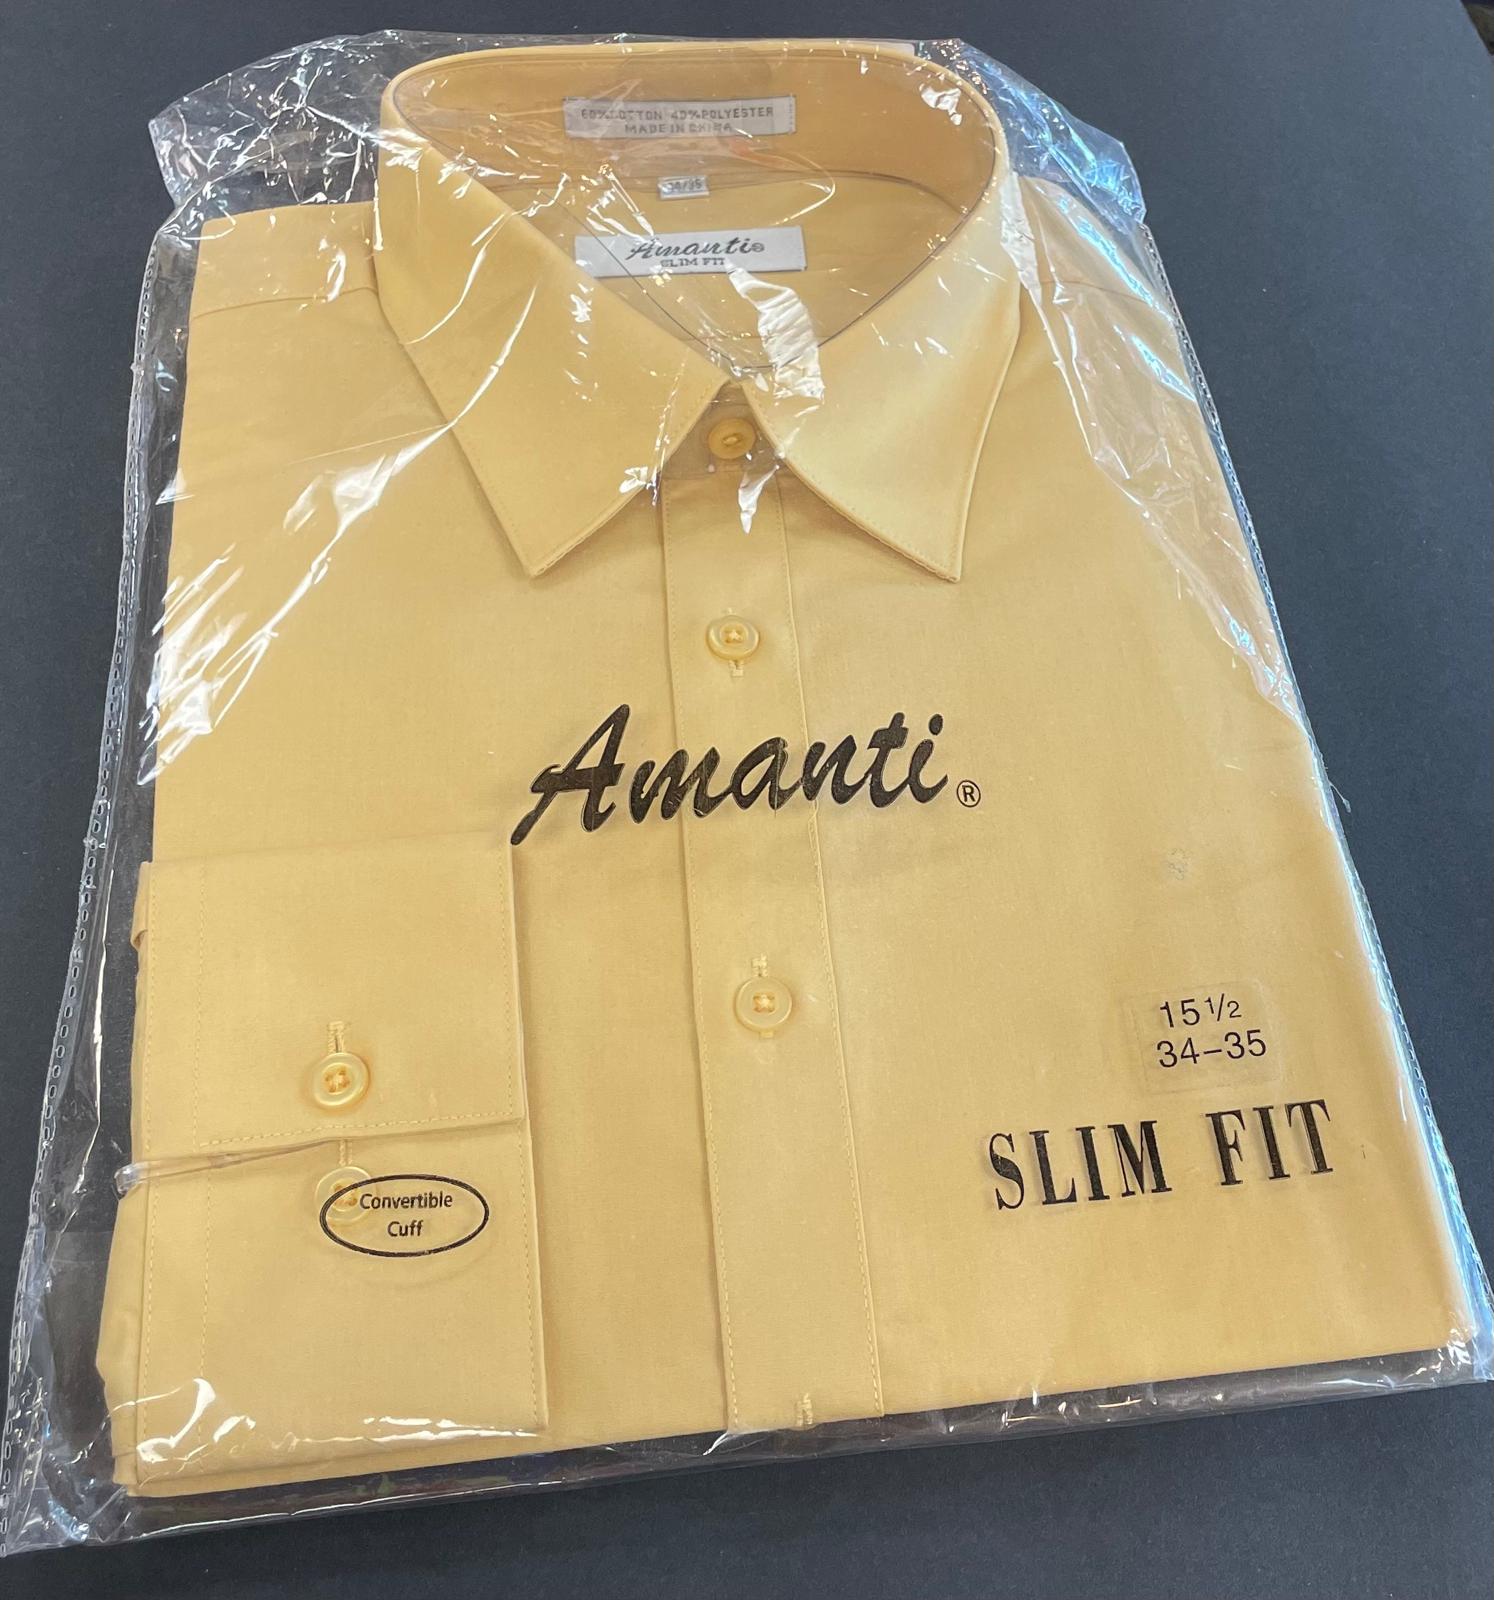 60% COTTON 40% POLYESTER
MADE IN CHINA
34/35
Amanti®
SLIM FIT
Amanti®
15 1/2
34-35
SLIM FIT
Convertible
Cuff